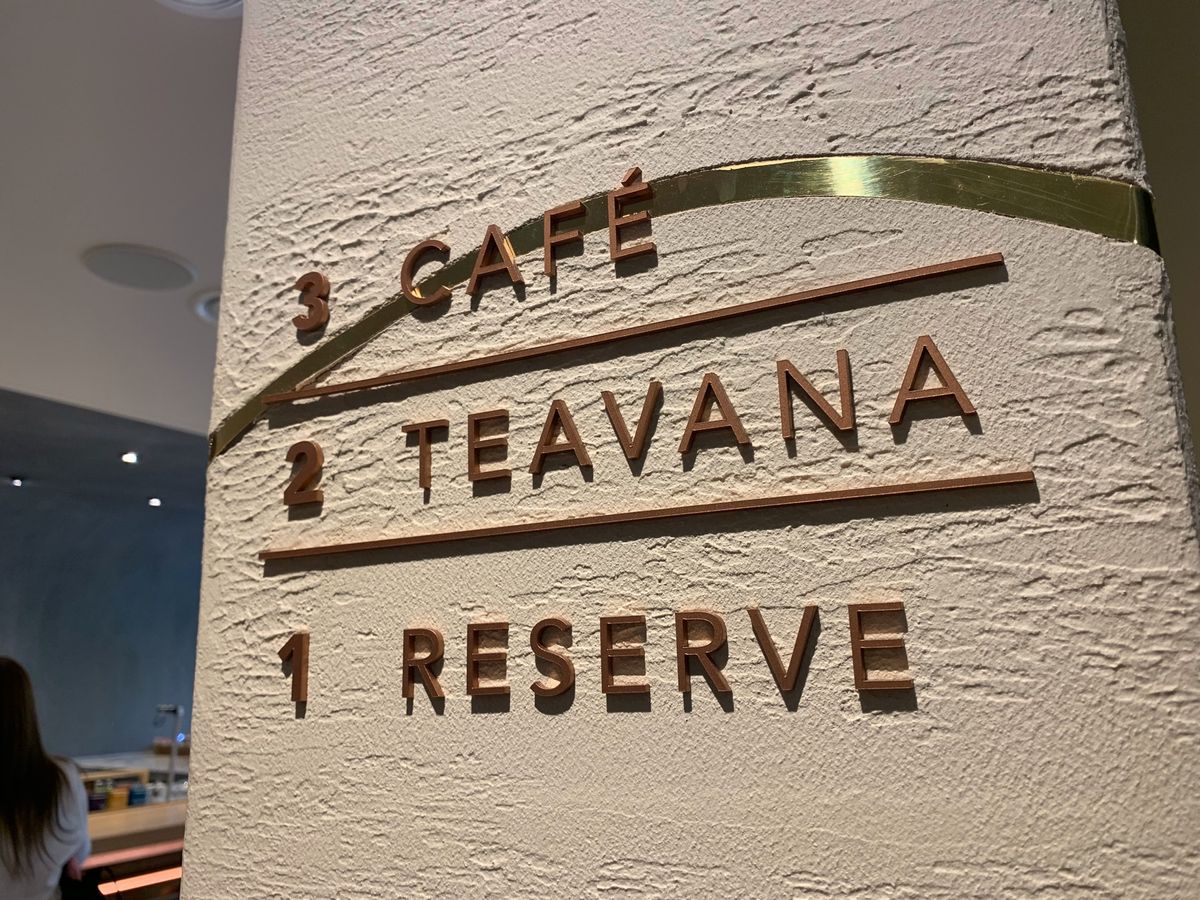 3 CAFÉ
2 TEAVANA
1 RESERVE